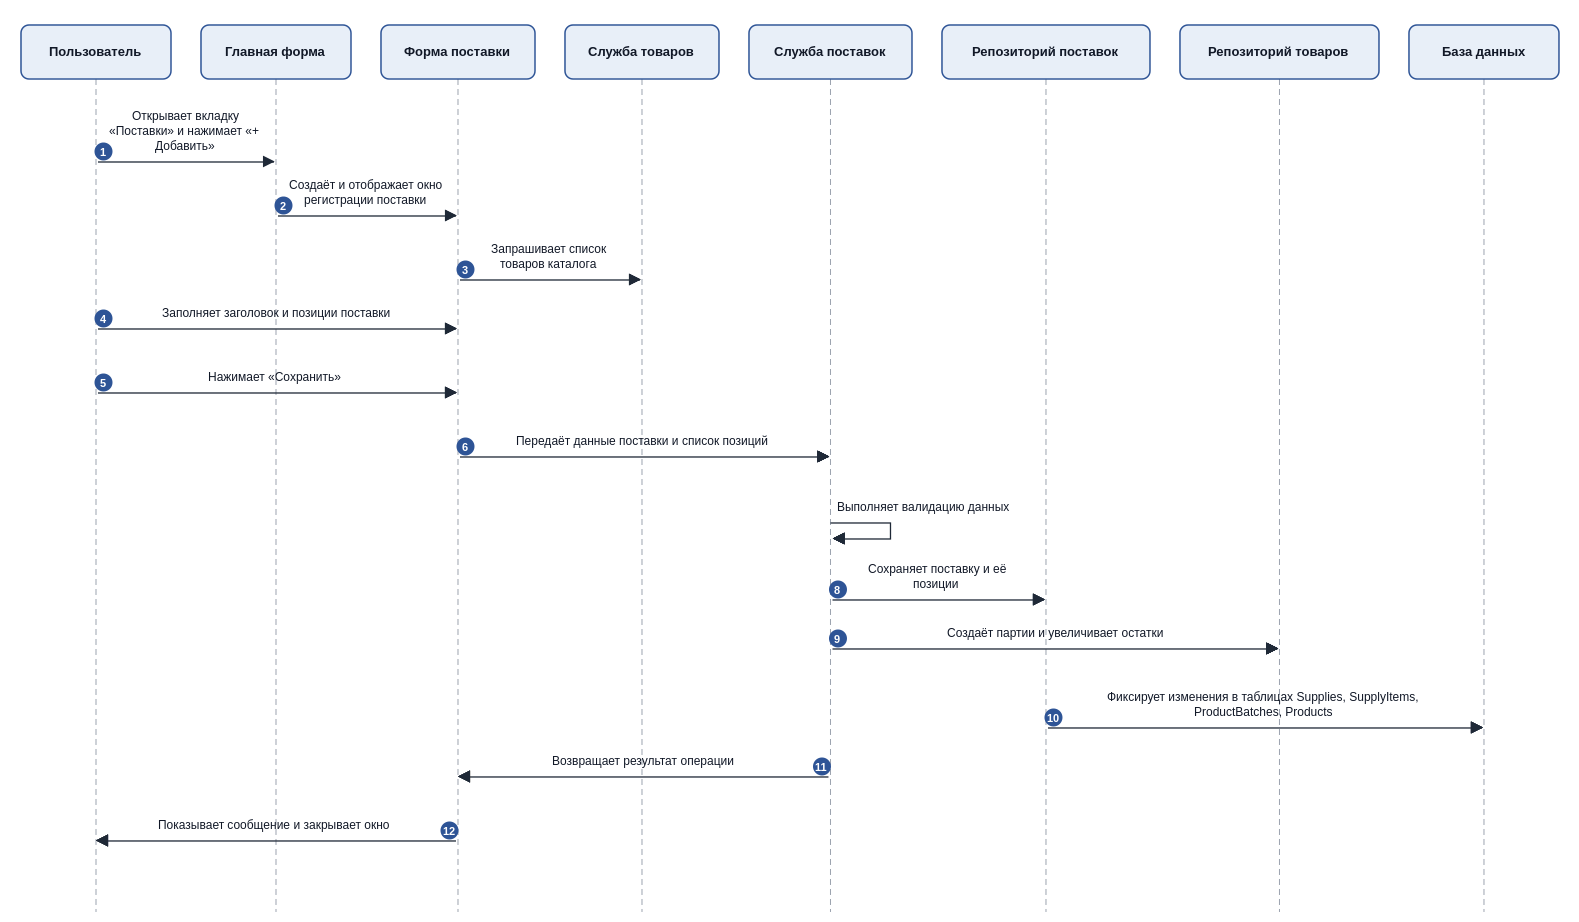 Пользователь
Главная форма
Форма поставки
Служба товаров
Служба поставок
Репозиторий поставок
Репозиторий товаров
База данных
Открывает вкладку
«Поставки» и нажимает «+
Добавить»
1
Создаёт и отображает окно
регистрации поставки
2
Запрашивает список
товаров каталога
3
Заполняет заголовок и позиции поставки
4
Нажимает «Сохранить»
5
Передаёт данные поставки и список позиций
6
Выполняет валидацию данных
Сохраняет поставку и её
позиции
8
Создаёт партии и увеличивает остатки
9
Фиксирует изменения в таблицах Supplies, SupplyItems,
ProductBatches, Products
10
Возвращает результат операции
11
Показывает сообщение и закрывает окно
12